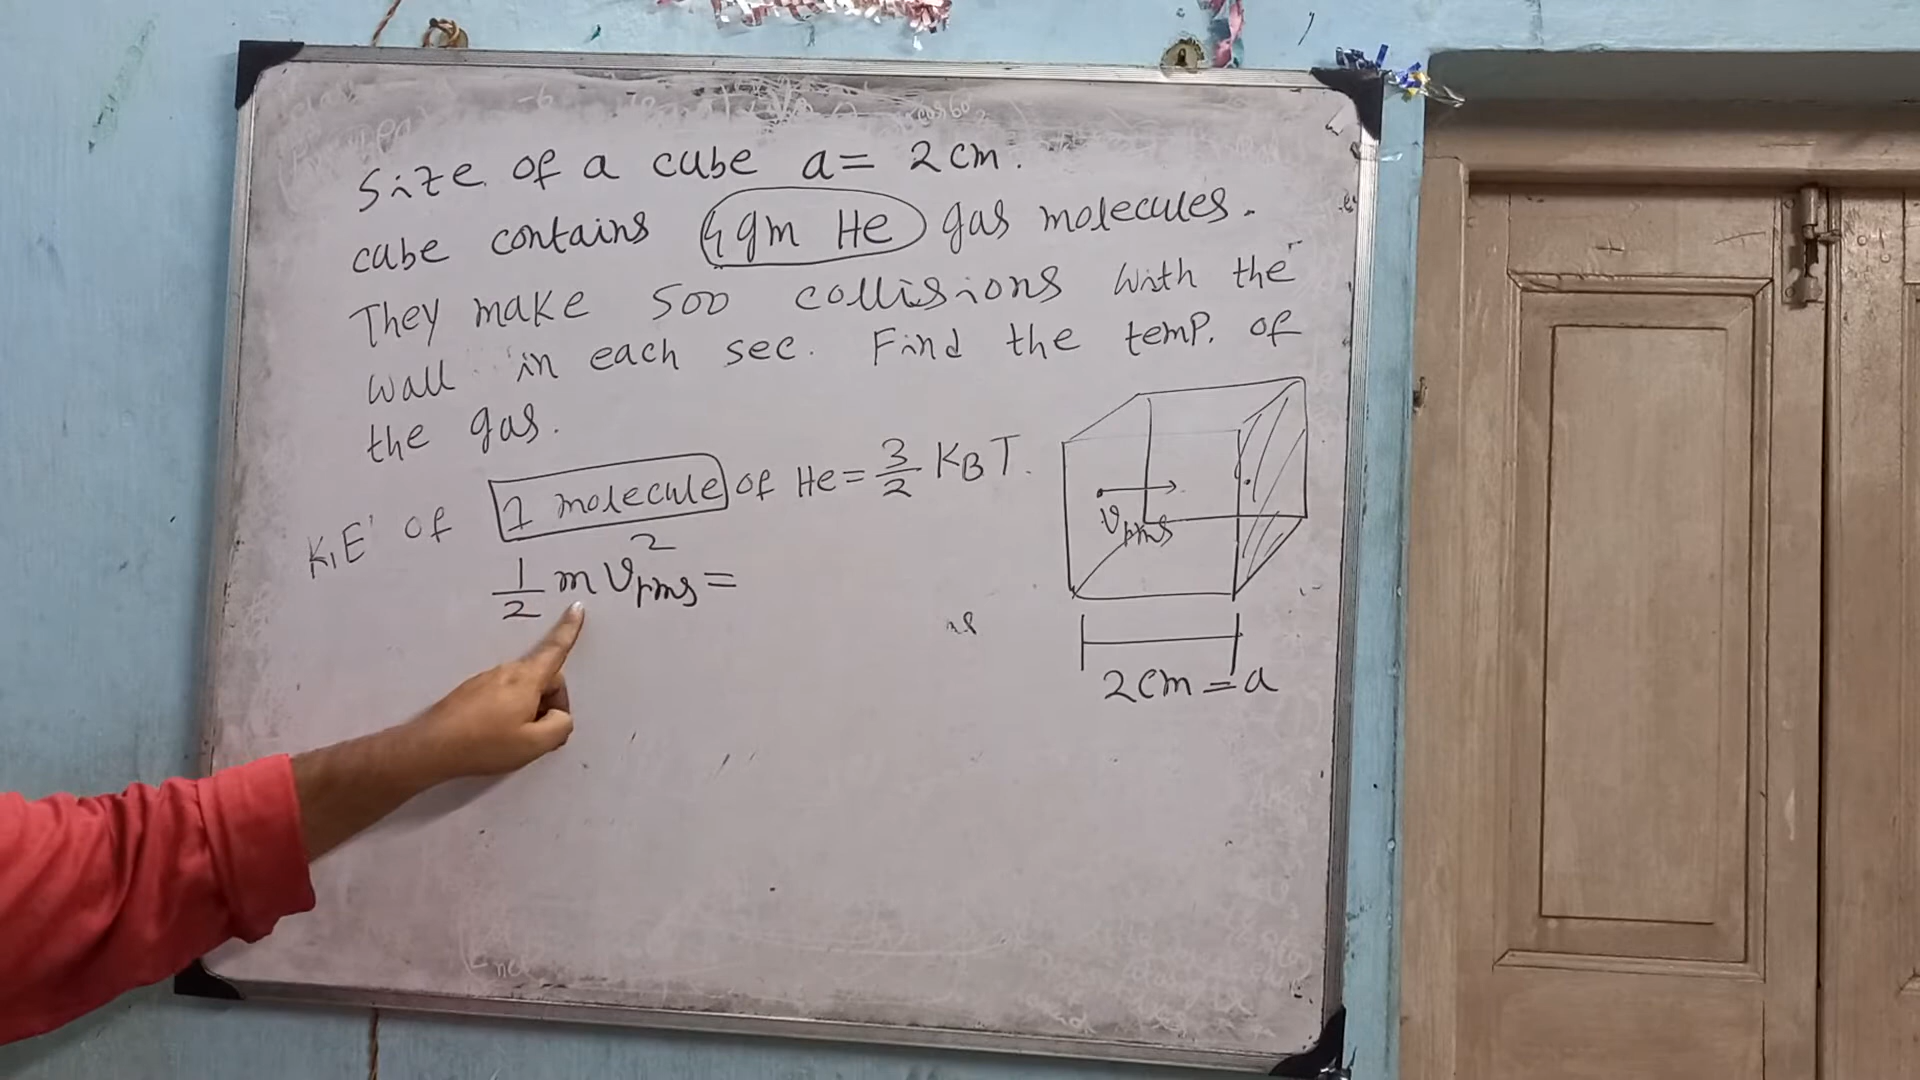 Size of a cube a = 2cm.
cube contains 4gm He gas molecules.
They make 500 collisions with the
wall in each sec. Find the temp. of
the gas.
K.E of 1 molecule of He = 3/2 KBT.
1/2 m vrms² =
vrms
2cm = a